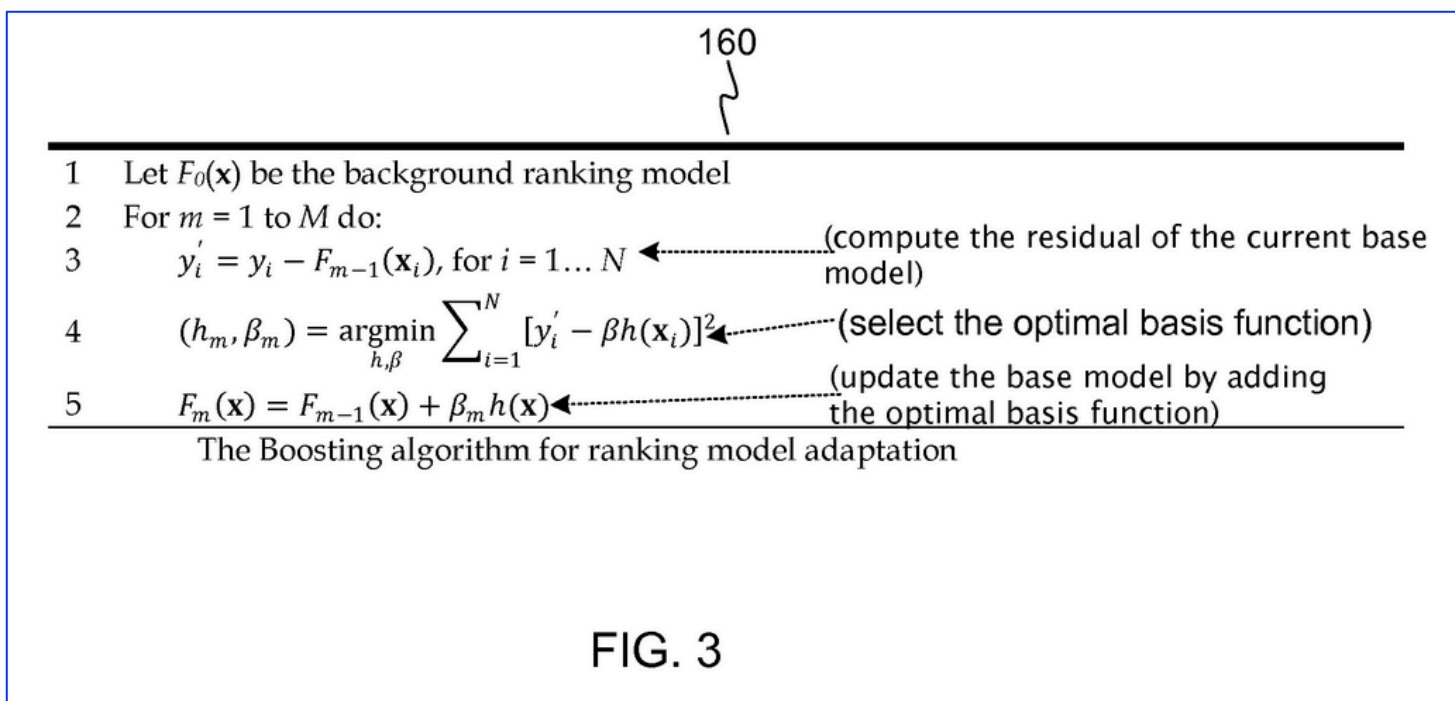 160
1 Let F₀(x) be the background ranking model
2 For m = 1 to M do:
3 y′ᵢ = yᵢ − Fₘ₋₁(xᵢ), for i = 1… N (compute the residual of the current base
model)
4 (hₘ, βₘ) = argmin_{h,β} ∑_{i=1}^{N} [y′ᵢ − βh(xᵢ)]² (select the optimal basis function)
5 Fₘ(x) = Fₘ₋₁(x) + βₘh(x) (update the base model by adding
the optimal basis function)
The Boosting algorithm for ranking model adaptation
FIG. 3